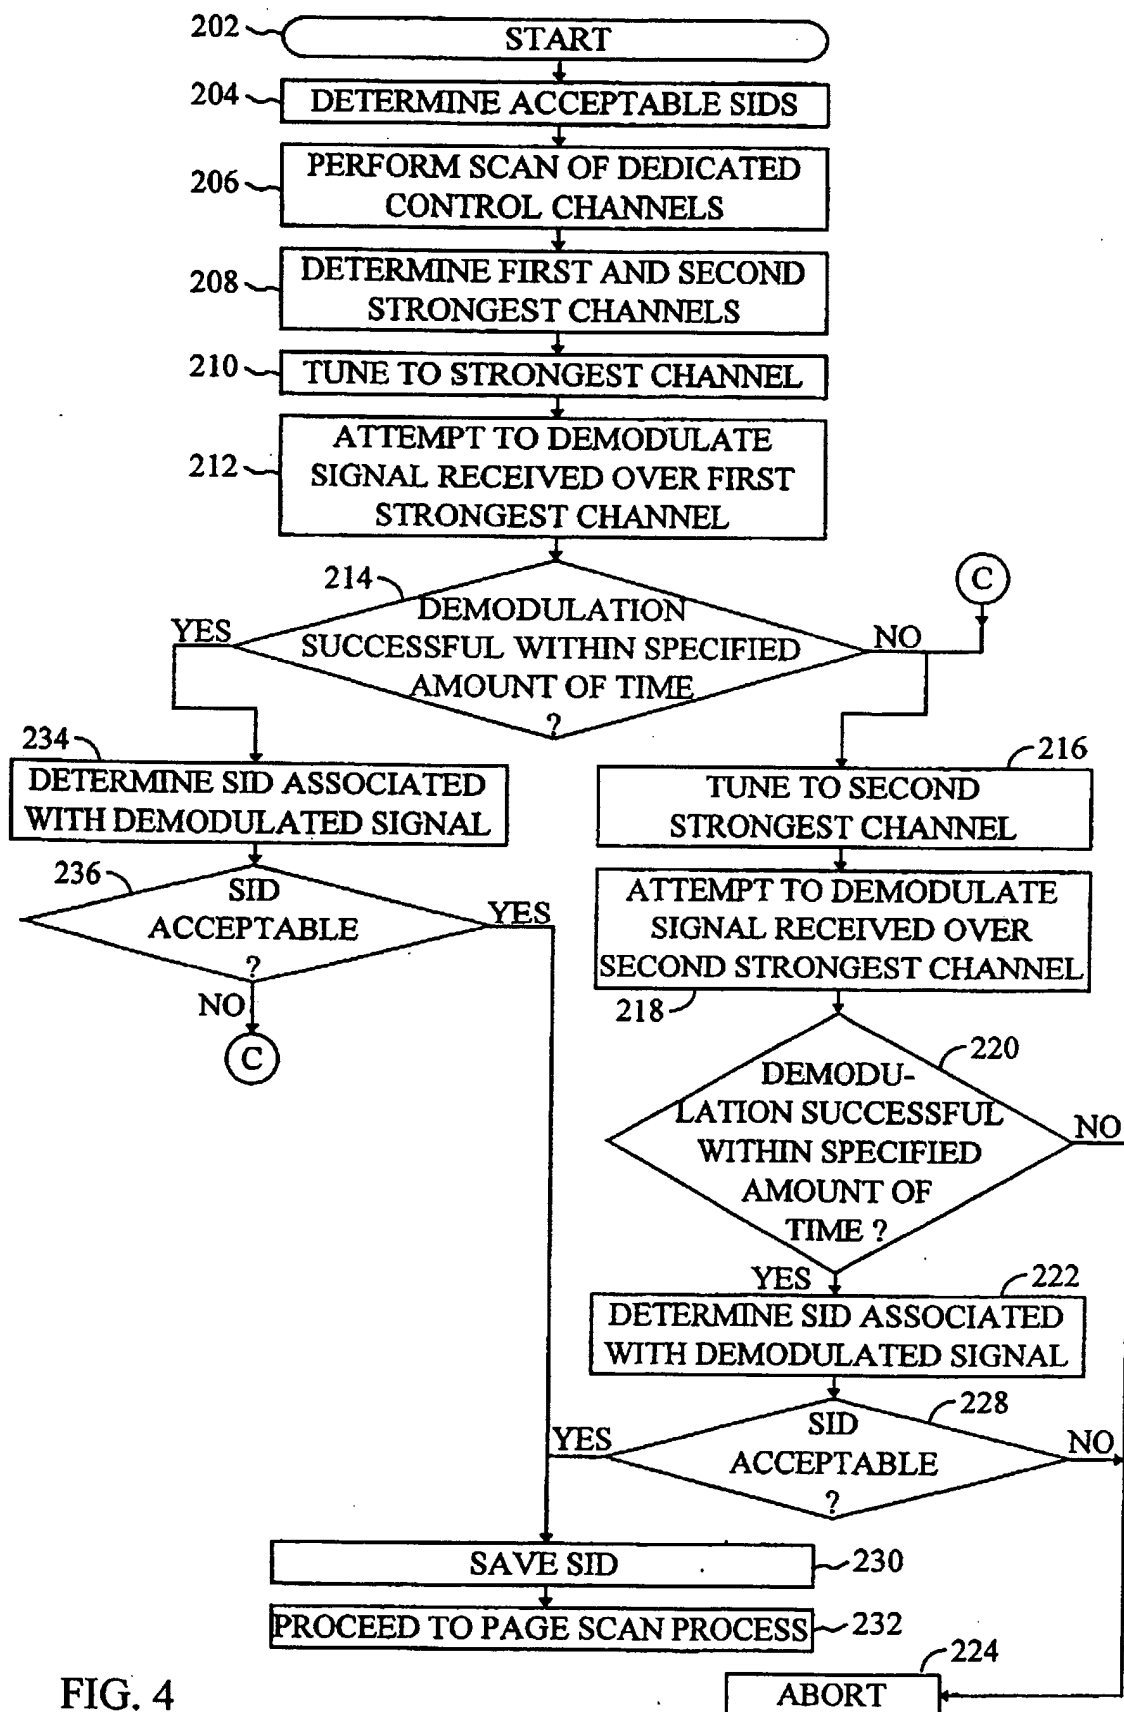 202
START
204
DETERMINE ACCEPTABLE SIDS
206
PERFORM SCAN OF DEDICATED
CONTROL CHANNELS
208
DETERMINE FIRST AND SECOND
STRONGEST CHANNELS
210
TUNE TO STRONGEST CHANNEL
212
ATTEMPT TO DEMODULATE
SIGNAL RECEIVED OVER FIRST
STRONGEST CHANNEL
214
DEMODULATION
SUCCESSFUL WITHIN SPECIFIED
AMOUNT OF TIME
?
YES
NO
C
234
DETERMINE SID ASSOCIATED
WITH DEMODULATED SIGNAL
236
SID
ACCEPTABLE
?
YES
NO
C
216
TUNE TO SECOND
STRONGEST CHANNEL
ATTEMPT TO DEMODULATE
SIGNAL RECEIVED OVER
SECOND STRONGEST CHANNEL
218
220
DEMODU-
LATION SUCCESSFUL
WITHIN SPECIFIED
AMOUNT OF
TIME ?
NO
YES
222
DETERMINE SID ASSOCIATED
WITH DEMODULATED SIGNAL
228
SID
ACCEPTABLE
?
YES
NO
SAVE SID
230
PROCEED TO PAGE SCAN PROCESS
232
224
ABORT
FIG. 4